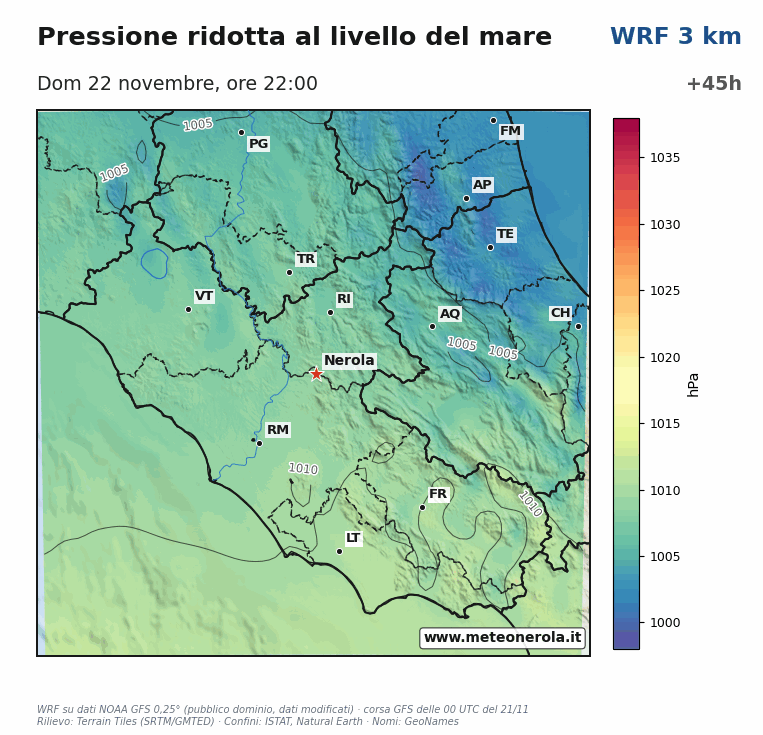 Pressione ridotta al livello del mare
WRF 3 km
Dom 22 novembre, ore 22:00
+45h
1005
PG
FM
1005
AP
TE
TR
VT
RI
AQ
CH
1005
1005
Nerola
RM
1010
FR
1010
LT
www.meteonerola.it
1035
1030
1025
1020
1015
1010
1005
1000
hPa
WRF su dati NOAA GFS 0,25° (pubblico dominio, dati modificati) · corsa GFS delle 00 UTC del 21/11
Rilievo: Terrain Tiles (SRTM/GMTED) · Confini: ISTAT, Natural Earth · Nomi: GeoNames